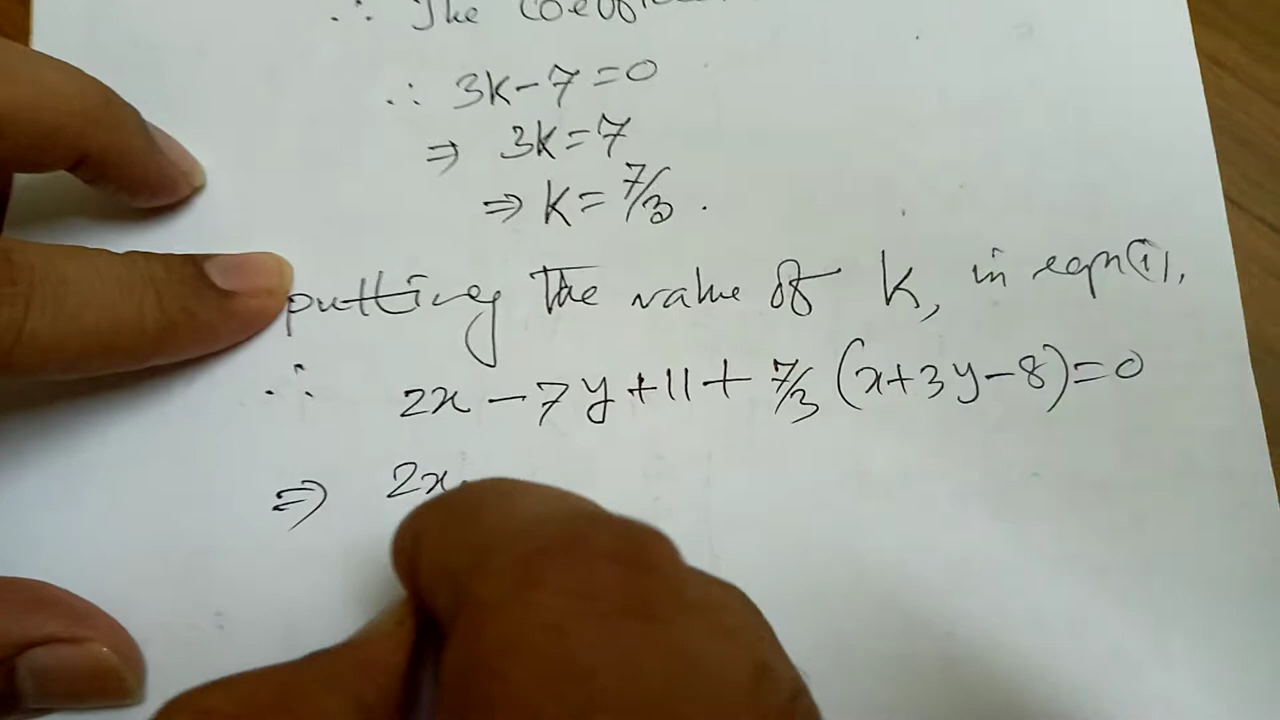 ∴ The
∴ 3k-7=0
⇒ 3k=7
⇒ k=7/3.
putting the value of k, in eqn(i),
∴ 2x-7y+11+7/3(x+3y-8)=0
⇒ 2x